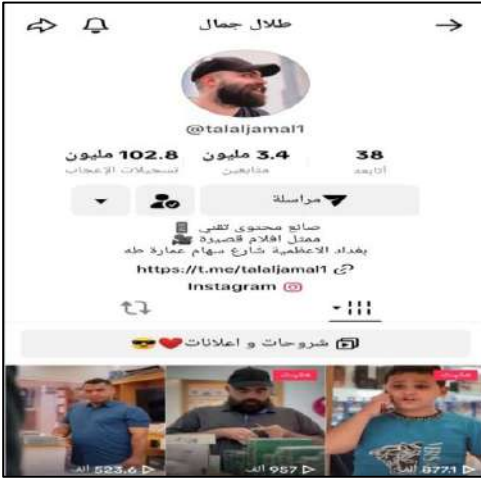 طلال جمال
@talaljamal1
38 3.4 مليون 102.8 مليون
أتابعه متابعين تسجيلات الإعجاب
مراسلة
صانع محتوى تقني
ممثل افلام قصيرة
بغداد الاعظمية شارع سهام عمارة طه
https://t.me/talaljamal1
Instagram
شروحات و اعلانات
مثبت مثبت
877.1 ألف 957 ألف 523.6 ألف